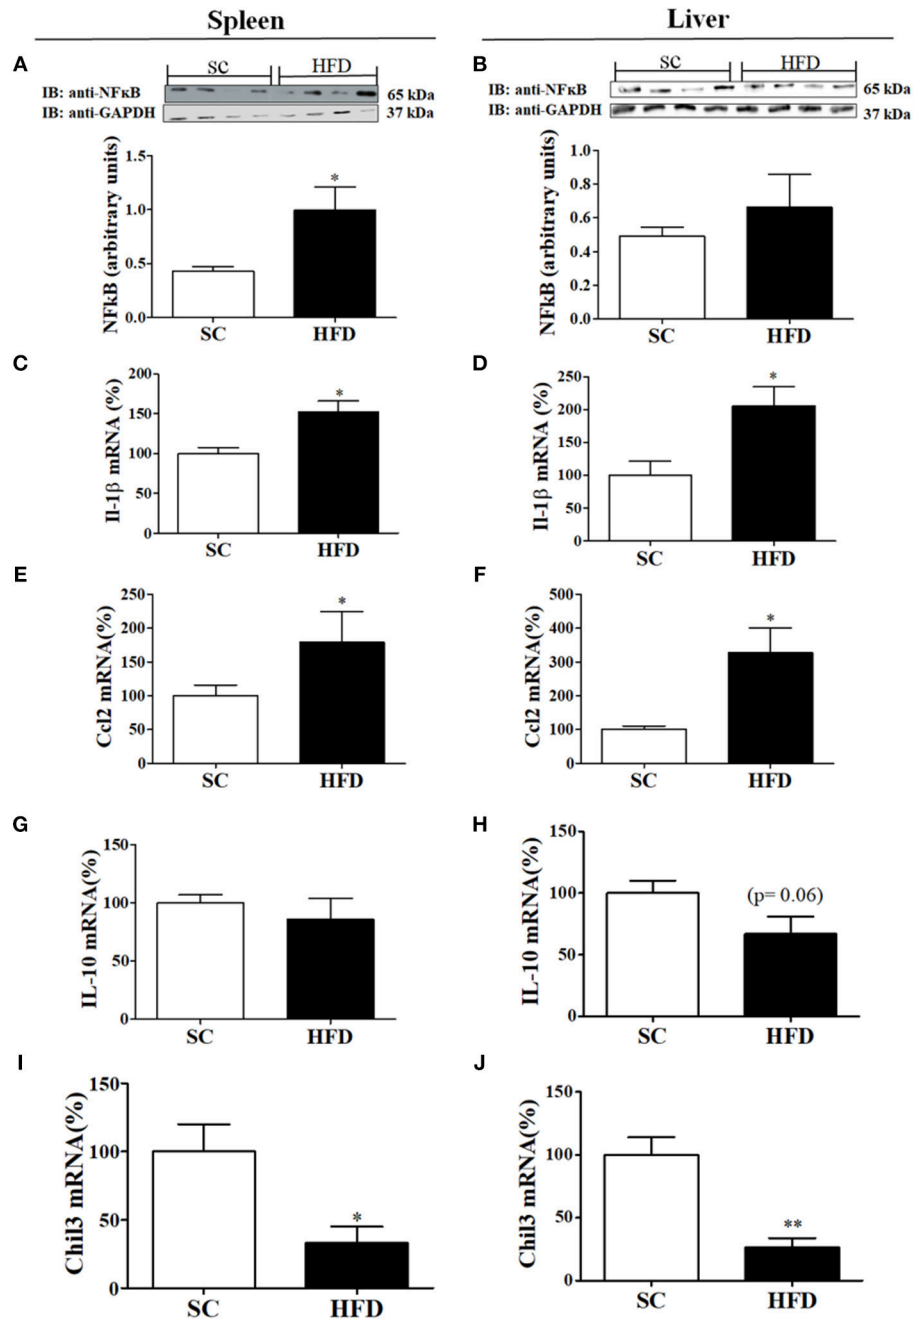 Spleen
Liver
A
SC HFD
IB: anti-NFκB 65 kDa
IB: anti-GAPDH 37 kDa
NFkB (arbitrary units)
1.5
*
1.0
0.5
0.0
SC HFD
B
SC HFD
IB: anti-NFκB 65 kDa
IB: anti-GAPDH 37 kDa
NFkB (arbitrary units)
1.0
0.8
0.6
0.4
0.2
0.0
SC HFD
C
Il-1β mRNA (%)
200
*
150
100
50
0
SC HFD
D
Il-1β mRNA (%)
*
250
200
150
100
50
0
SC HFD
E
Ccl2 mRNA(%)
250
*
200
150
100
50
0
SC HFD
F
Ccl2 mRNA(%)
500
*
400
300
200
100
0
SC HFD
G
IL-10 mRNA(%)
150
100
50
0
SC HFD
H
IL-10 mRNA(%)
150
(p= 0.06)
100
50
0
SC HFD
I
Chil3 mRNA(%)
150
100
50
*
0
SC HFD
J
Chil3 mRNA(%)
150
100
50
**
0
SC HFD